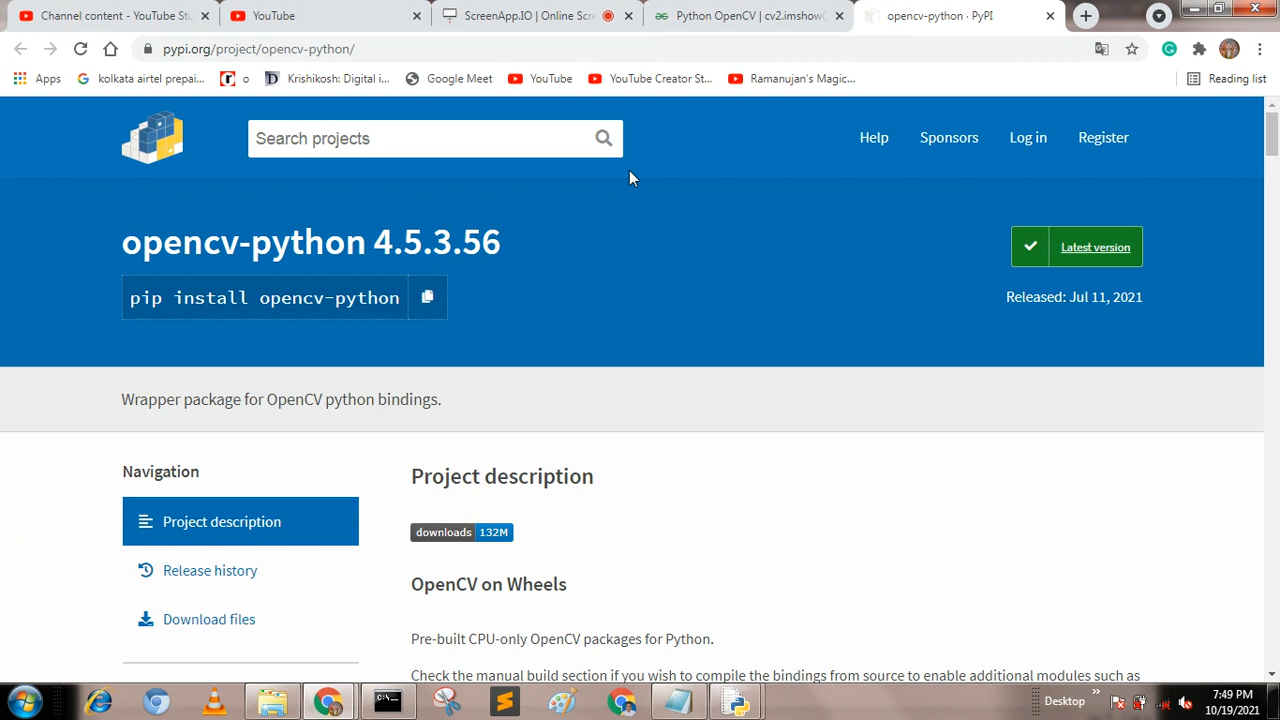 Channel content - YouTube Stu
YouTube
ScreenApp.IO | Online Scre
Python OpenCV | cv2.imshow(
opencv-python · PyPI
pypi.org/project/opencv-python/
Apps
kolkata airtel prepai...
o
Krishikosh: Digital i...
Google Meet
YouTube
YouTube Creator St...
Ramanujan's Magic...
Reading list
Search projects
Help
Sponsors
Log in
Register
opencv-python 4.5.3.56
Latest version
pip install opencv-python
Released: Jul 11, 2021
Wrapper package for OpenCV python bindings.
Navigation
Project description
Release history
Download files
Project description
downloads 132M
OpenCV on Wheels
Pre-built CPU-only OpenCV packages for Python.
Check the manual build section if you wish to compile the bindings from source to enable additional modules such as
Desktop
7:49 PM
10/19/2021